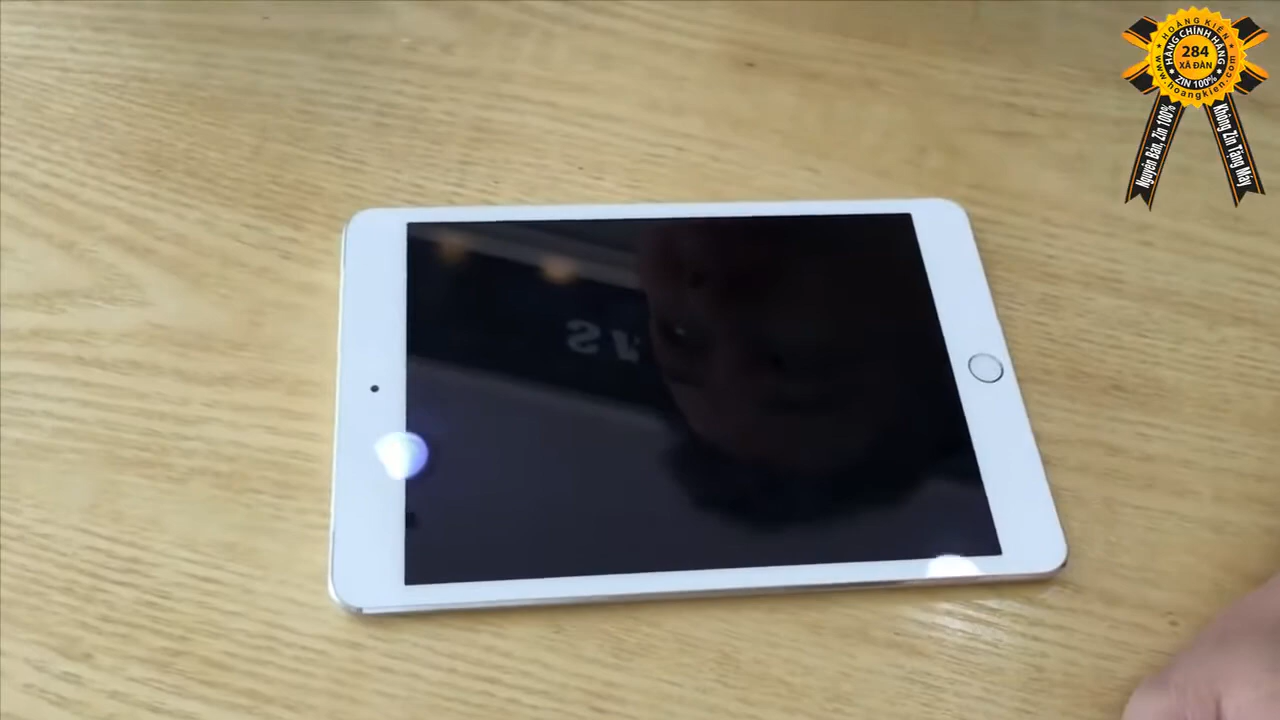 HOÀNG KIÊN
HÀNG CHÍNH HÃNG
284
XÃ ĐÀN
ZIN 100%
www.hoangkien.com
Nguyên Bản, Zin 100%
Không Zin Tặng Máy